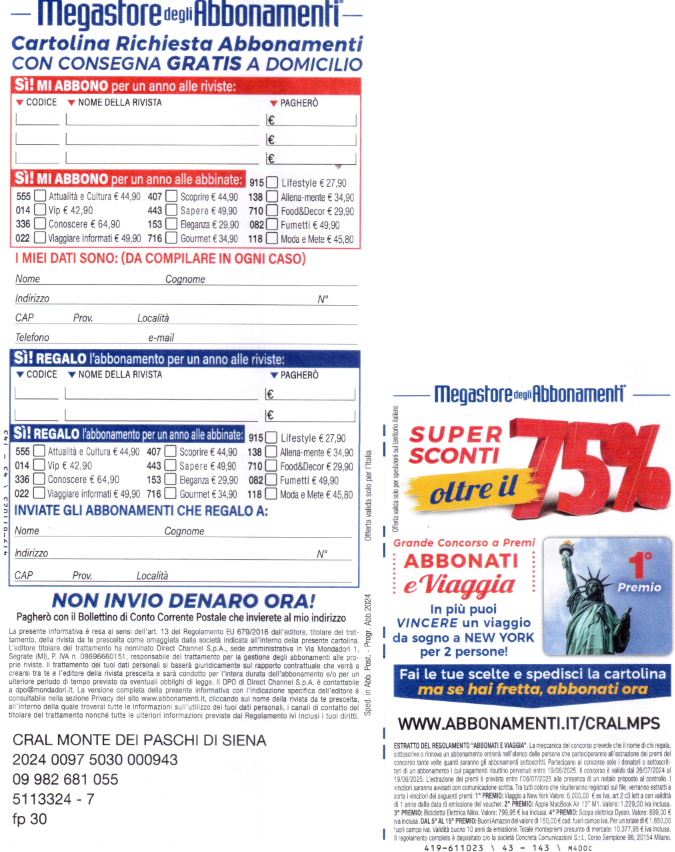 Megastore degli Abbonamenti
Cartolina Richiesta Abbonamenti
CON CONSEGNA GRATIS A DOMICILIO
Sì! MI ABBONO per un anno alle riviste:
CODICE NOME DELLA RIVISTA PAGHERÒ
€
€
€
Sì! MI ABBONO per un anno alle abbinate: 915 Lifestyle € 27,90
555 Attualità e Cultura € 44,90 407 Scoprire € 44,90 138 Allena-mente € 34,90
014 Vip € 42,90 443 Sapere € 49,90 710 Food&Decor € 29,90
336 Conoscere € 64,90 153 Eleganza € 29,90 082 Fumetti € 49,90
022 Viaggiare informati € 49,90 716 Gourmet € 34,90 118 Moda e Mete € 45,80
I MIEI DATI SONO: (DA COMPILARE IN OGNI CASO)
Nome Cognome
Indirizzo N°
CAP Prov. Località
Telefono e-mail
Sì! REGALO l'abbonamento per un anno alle riviste:
CODICE NOME DELLA RIVISTA PAGHERÒ
€
€
Sì! REGALO l'abbonamento per un anno alle abbinate: 915 Lifestyle € 27,90
555 Attualità e Cultura € 44,90 407 Scoprire € 44,90 138 Allena-mente € 34,90
014 Vip € 42,90 443 Sapere € 49,90 710 Food&Decor € 29,90
336 Conoscere € 64,90 153 Eleganza € 29,90 082 Fumetti € 49,90
022 Viaggiare informati € 49,90 716 Gourmet € 34,90 118 Moda e Mete € 45,80
INVIATE GLI ABBONAMENTI CHE REGALO A:
Nome Cognome
Indirizzo N°
CAP Prov. Località
419-611023 - 43 - 143
Offerta valida solo per l'Italia
Sped. in Abb. Post. - Progr. Abb.2024
NON INVIO DENARO ORA!
Pagherò con il Bollettino di Conto Corrente Postale che invierete al mio indirizzo
La presente informativa è resa ai sensi dell'art. 13 del Regolamento EU 679/2016 dall'editore, titolare del trat-
tamento, della rivista da te prescelta come omaggiata dalla società indicata all'interno della presente cartolina.
L'editore titolare del trattamento ha nominato Direct Channel S.p.A., sede amministrativa in Via Mondadori 1,
Segrate (MI), P. IVA n. 08696660151, responsabile del trattamento per la gestione degli abbonamenti alle pro-
prie riviste. Il trattamento dei tuoi dati personali si baserà giuridicamente sul rapporto contrattuale che verrà a
crearsi tra te e l'editore della rivista prescelta e sarà condotto per l'intera durata dell'abbonamento e/o per un
ulteriore periodo di tempo previsto da eventuali obblighi di legge. Il DPO di Direct Channel S.p.A. è contattabile
a dpo@mondadori.it. La versione completa della presente informativa con l'indicazione specifica dell'editore è
consultabile nella sezione Privacy del sito www.abbonamenti.it, cliccando sul nome della rivista da te prescelta,
all'interno della quale troverai tutte le informazioni sull'utilizzo dei tuoi dati personali, i canali di contatto del
titolare del trattamento nonché tutte le ulteriori informazioni previste dal Regolamento ivi inclusi i tuoi diritti.
CRAL MONTE DEI PASCHI DI SIENA
2024 0097 5030 000943
09 982 681 055
5113324 - 7
fp 30
Megastore degli Abbonamenti
Offerta valida solo per spedizioni sul territorio italiano
SUPER
SCONTI
oltre il 75%
Grande Concorso a Premi
ABBONATI
e Viaggia
1°
Premio
In più puoi
VINCERE un viaggio
da sogno a NEW YORK
per 2 persone!
Fai le tue scelte e spedisci la cartolina
ma se hai fretta, abbonati ora
WWW.ABBONAMENTI.IT/CRALMPS
ESTRATTO DEL REGOLAMENTO "ABBONATI E VIAGGIA". La meccanica del concorso prevede che il nome di chi regala,
sottoscrive o rinnova un abbonamento entrerà nell'elenco delle persone che parteciperanno all'estrazione dei premi del
concorso tante volte quanti saranno gli abbonamenti sottoscritti. Partecipano al concorso solo i donatori o sottoscrit-
tori di un abbonamento i cui pagamenti risultino pervenuti entro 19/06/2025. Il concorso è valido dal 26/07/2024 al
19/06/2025. L'estrazione dei premi è prevista entro l'08/07/2025 alla presenza di un notaio preposto al controllo. I
vincitori saranno avvisati con comunicazione scritta. Tra tutti coloro che risulteranno registrati sul file, verranno estratti a
sorte i vincitori dei seguenti premi: 1° PREMIO: Viaggio a New York Valore: 6.000,00 € es iva. art 2 c3 lett a con validità
di 1 anno dalla data di emissione del voucher. 2° PREMIO: Apple MacBook Air 13" M1. Valore: 1.229,00 iva inclusa.
3° PREMIO: Bicicletta Elettrica Nilox. Valore: 799,95 € iva inclusa. 4° PREMIO: Scopa elettrica Dyson. Valore: 699,00 €
iva inclusa. DAL 5° AL 15° PREMIO: Buoni Amazon del valore di 150,00 € cad. fuori campo iva. Per un totale di € 1.650,00
fuori campo iva. Validità buono 10 anni da emissione. Totale montepremi presunto di mercato: 10.377,95 € iva inclusa.
Il regolamento completo è depositato c/o la società Concreta Comunicazioni S.r.l., Corso Sempione 98, 20154 Milano.
419-611023 \ 43 - 143 \ M400C